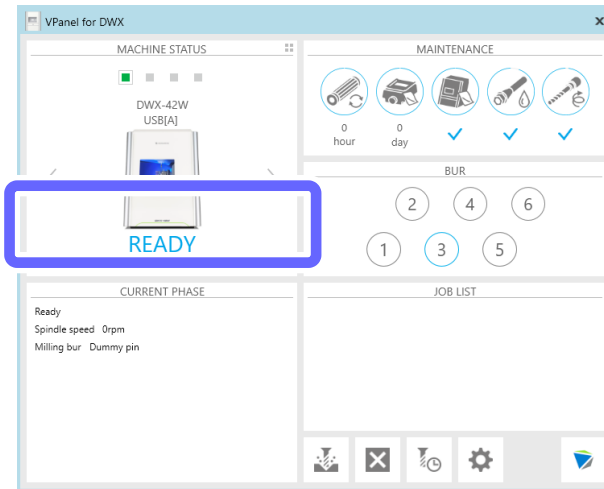 VPanel for DWX
x
MACHINE STATUS
DWX-42W
USB[A]
READY
MAINTENANCE
0 hour
0 day
BUR
2 4 6
1 3 5
CURRENT PHASE
Ready
Spindle speed 0rpm
Milling bur Dummy pin
JOB LIST